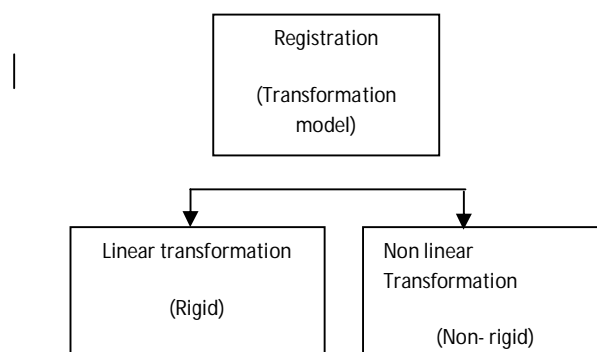 Registration
(Transformation
model)
Linear transformation
(Rigid)
Non linear
Transformation
(Non- rigid)